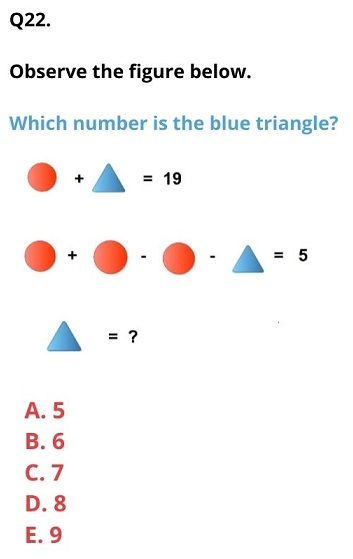 Q22.
Observe the figure below.
Which number is the blue triangle?
+ = 19
+ - - = 5
= ?
A. 5
B. 6
C. 7
D. 8
E. 9